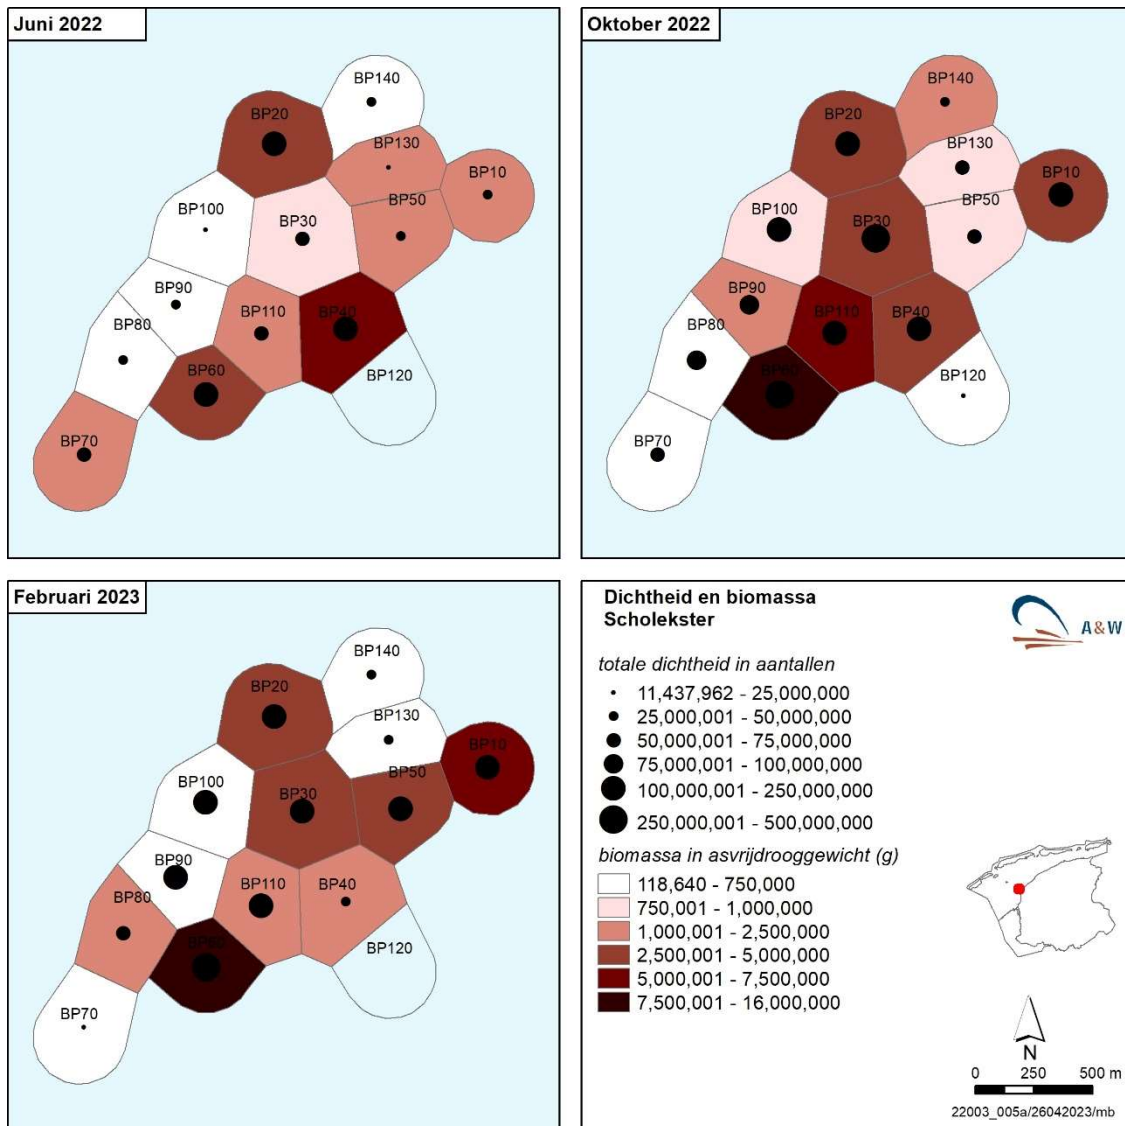 Juni 2022
BP140
BP20
BP130
BP10
BP100
BP30
BP50
BP90
BP110
BP40
BP80
BP60
BP120
BP70
Oktober 2022
BP140
BP20
BP130
BP10
BP100
BP30
BP50
BP90
BP110
BP40
BP80
BP60
BP120
BP70
Februari 2023
BP140
BP20
BP130
BP10
BP100
BP30
BP50
BP90
BP110
BP40
BP80
BP60
BP120
BP70
Dichtheid en biomassa
Scholekster
A&W
totale dichtheid in aantallen
11,437,962 - 25,000,000
25,000,001 - 50,000,000
50,000,001 - 75,000,000
75,000,001 - 100,000,000
100,000,001 - 250,000,000
250,000,001 - 500,000,000
biomassa in asvrijdrooggewicht (g)
118,640 - 750,000
750,001 - 1,000,000
1,000,001 - 2,500,000
2,500,001 - 5,000,000
5,000,001 - 7,500,000
7,500,001 - 16,000,000
N
0 250 500 m
22003_005a/26042023/mb